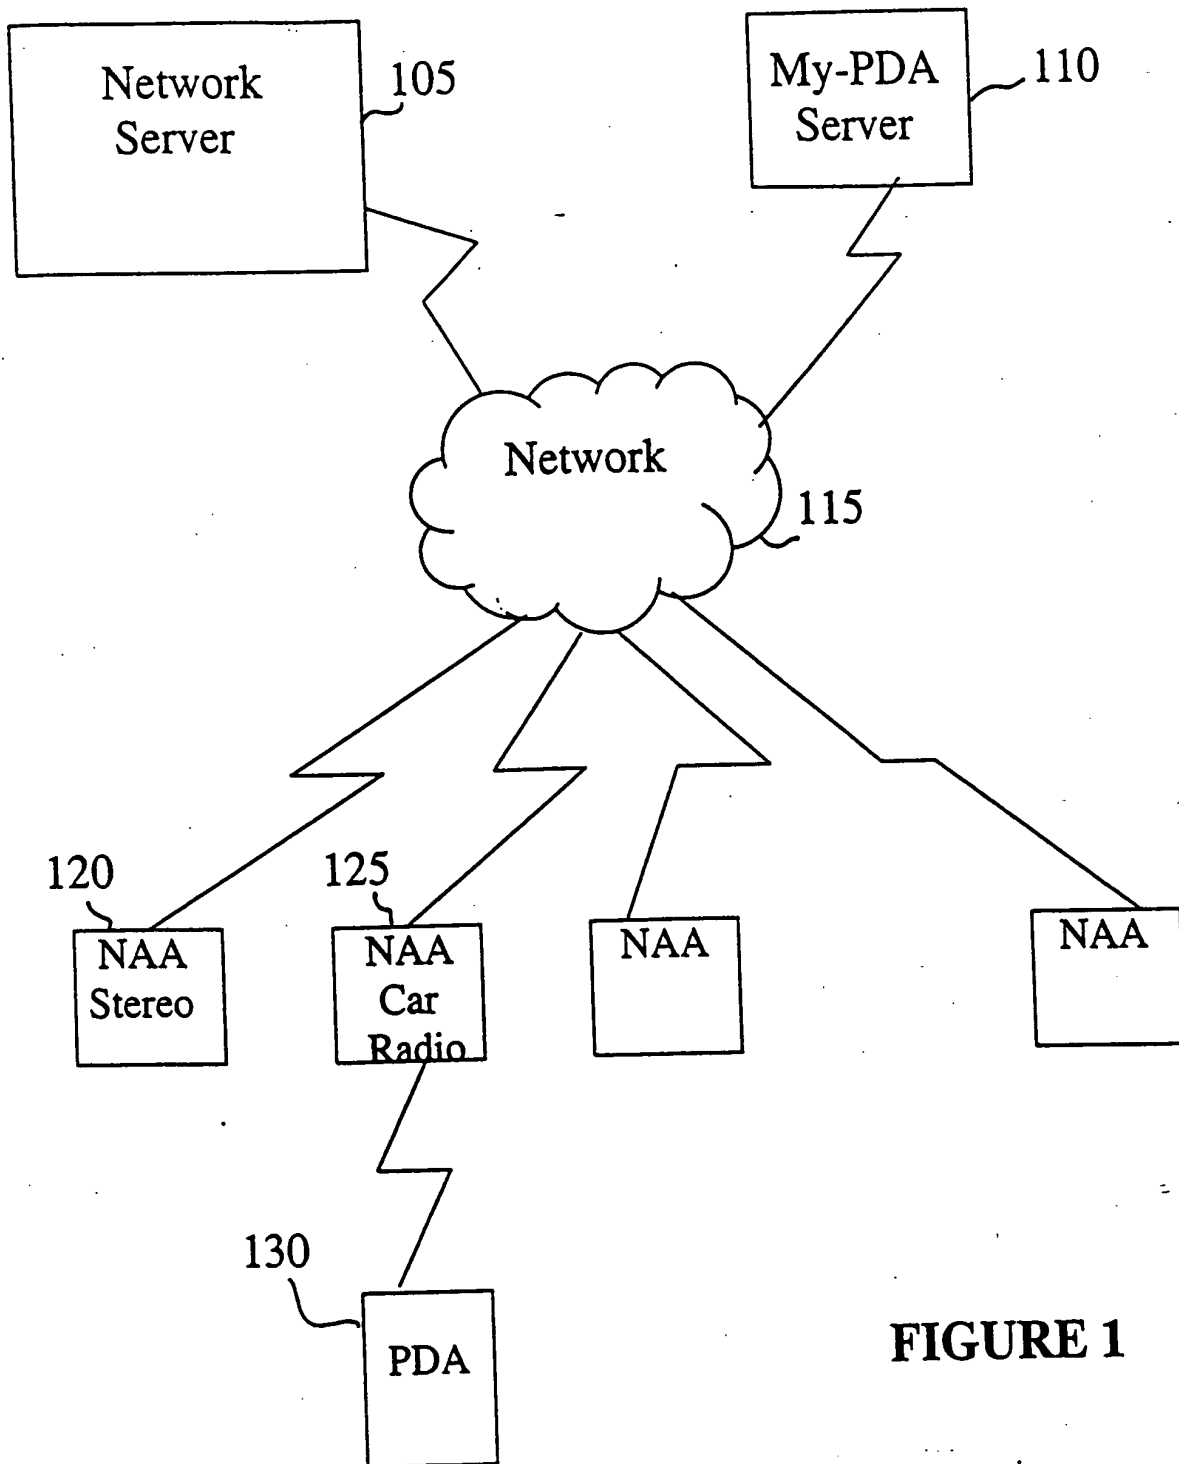 Network
Server
105
My-PDA
Server
110
Network
115
120
NAA
Stereo
125
NAA
Car
Radio
NAA
NAA
130
PDA
FIGURE 1